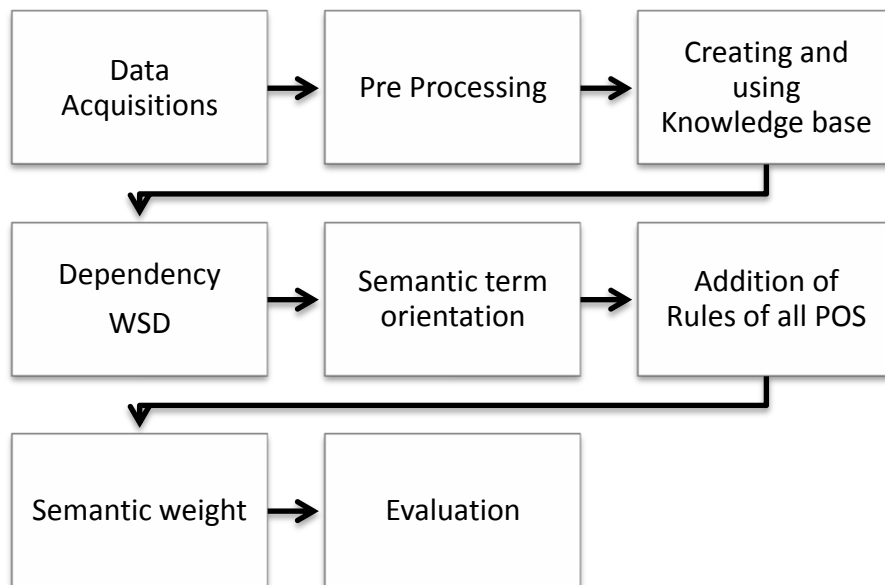 Data
Acquisitions
Pre Processing
Creating and
using
Knowledge base
Dependency
WSD
Semantic term
orientation
Addition of
Rules of all POS
Semantic weight
Evaluation